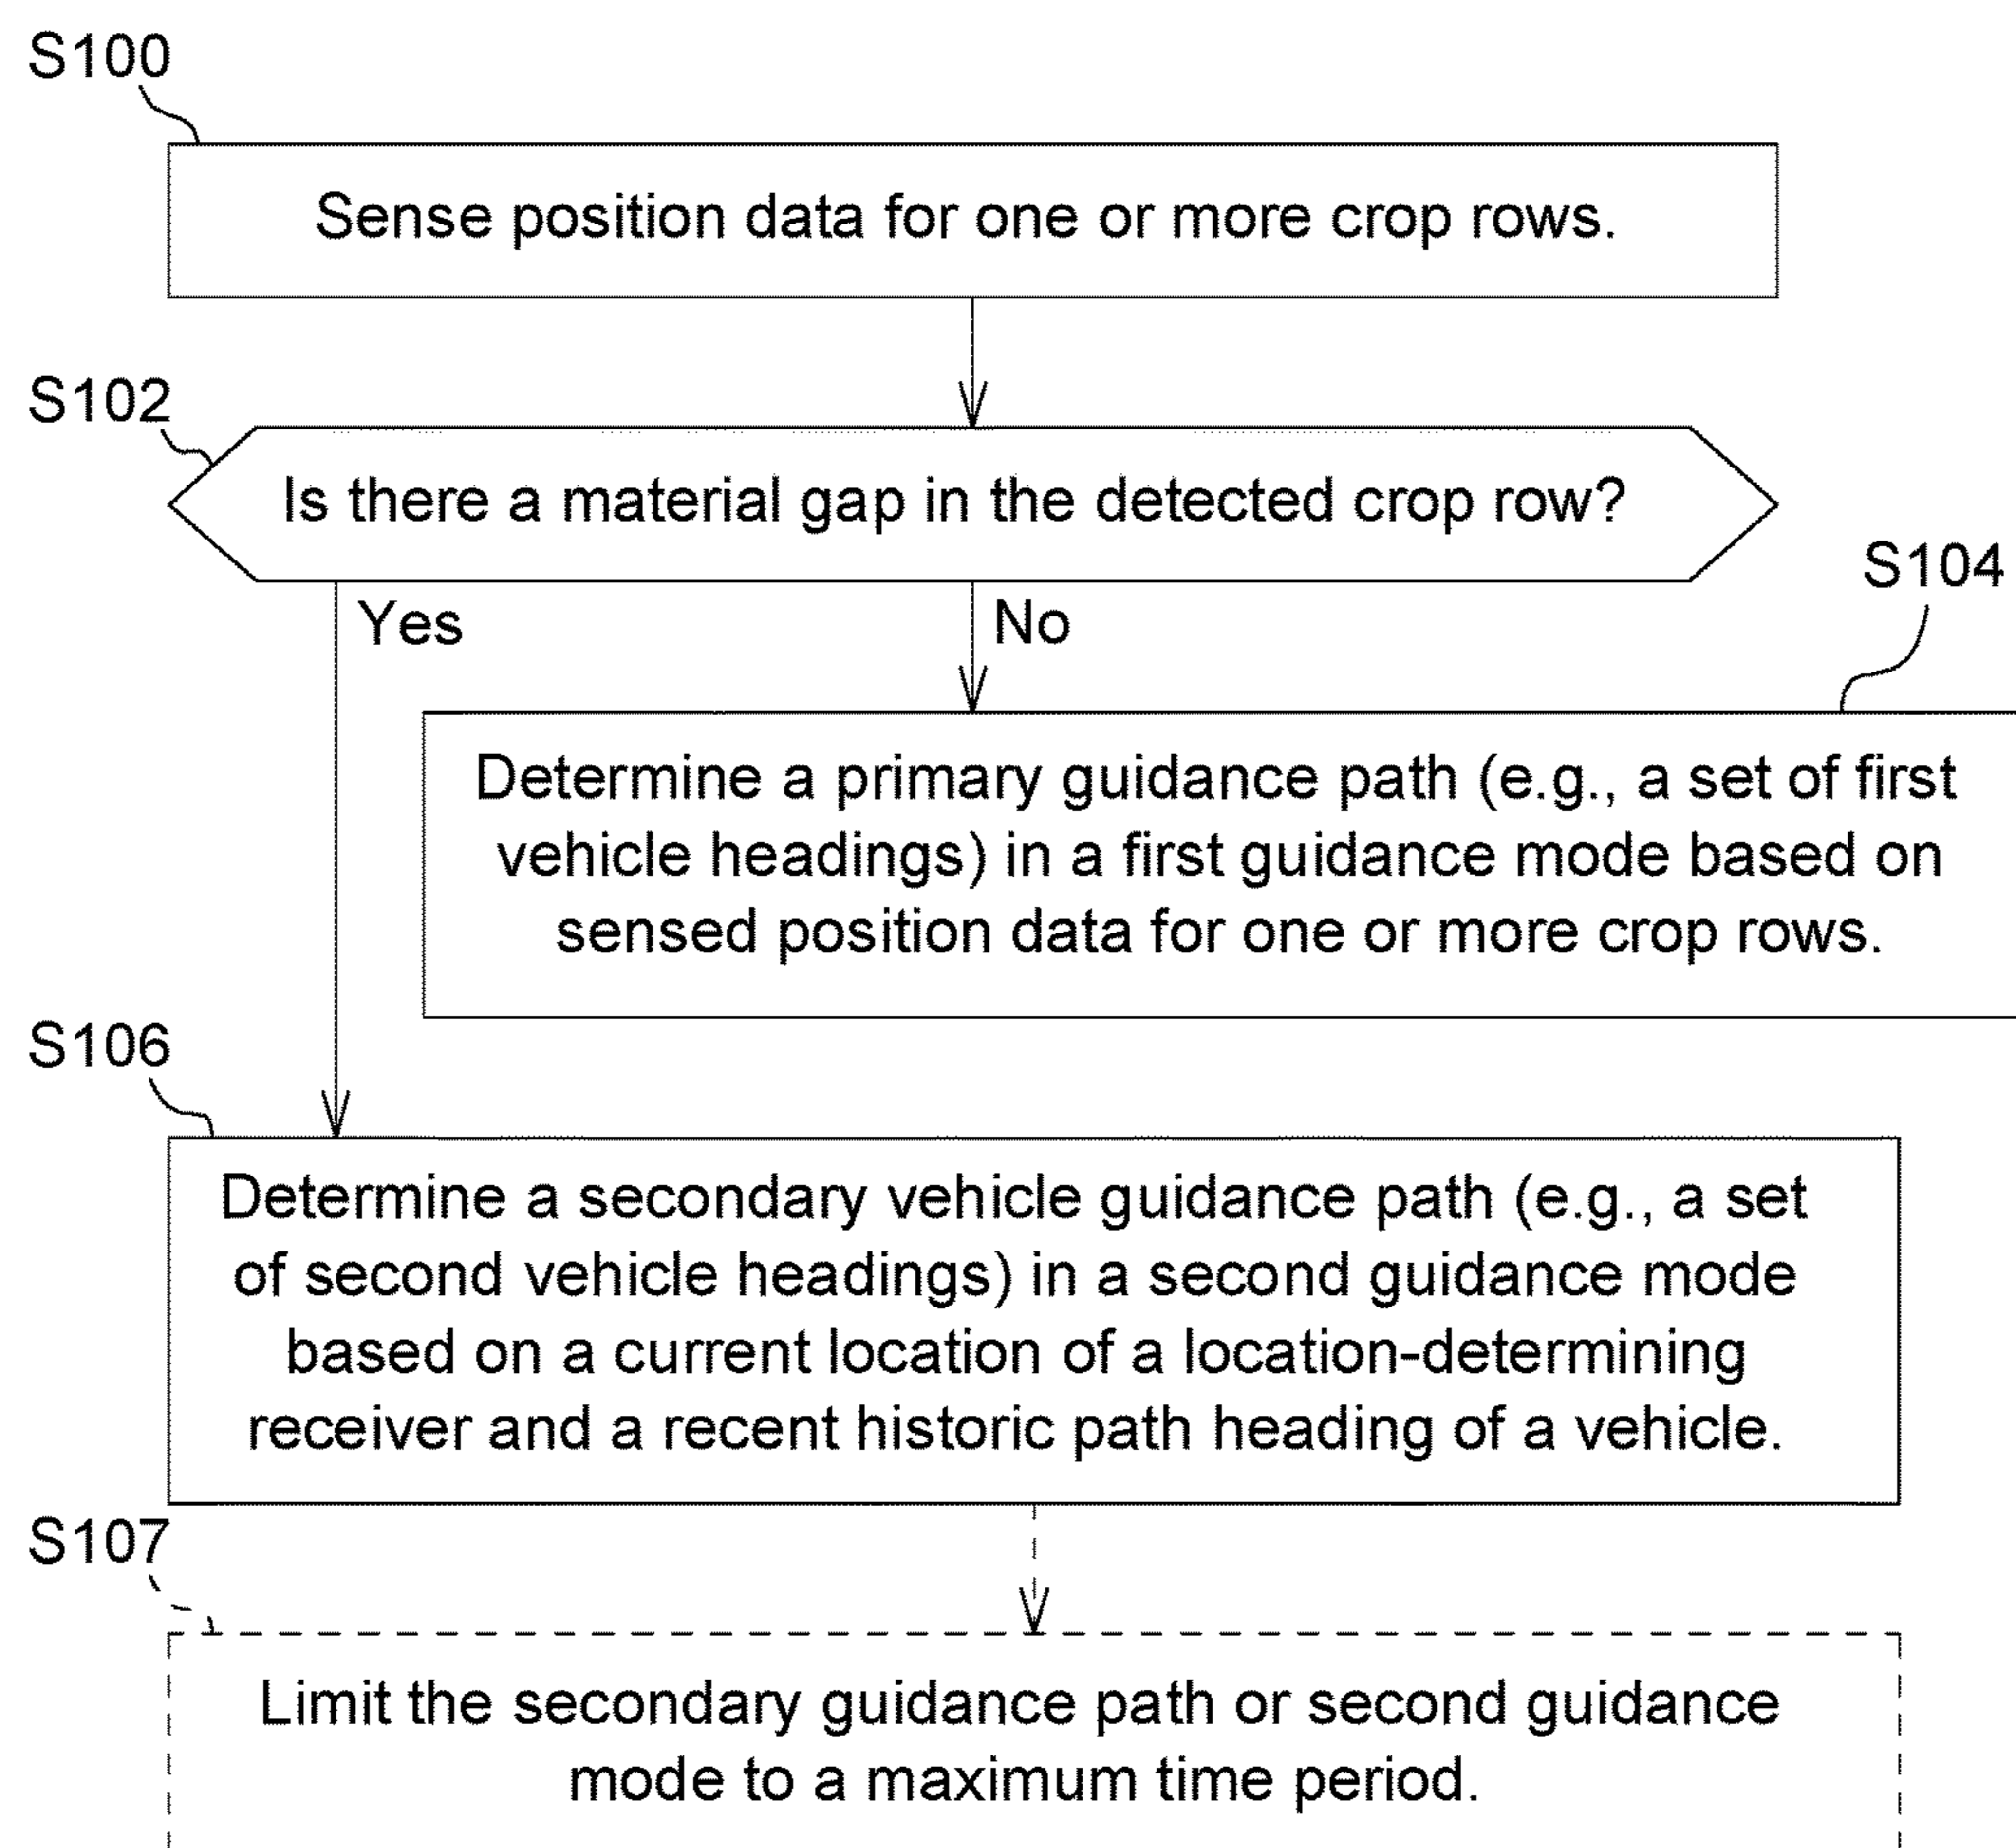 S100
Sense position data for one or more crop rows.
S102
Is there a material gap in the detected crop row?
S104
Yes
No
Determine a primary guidance path (e.g., a set of first
vehicle headings) in a first guidance mode based on
sensed position data for one or more crop rows.
S106
Determine a secondary vehicle guidance path (e.g., a set
of second vehicle headings) in a second guidance mode
based on a current location of a location-determining
receiver and a recent historic path heading of a vehicle.
S107
Limit the secondary guidance path or second guidance
mode to a maximum time period.